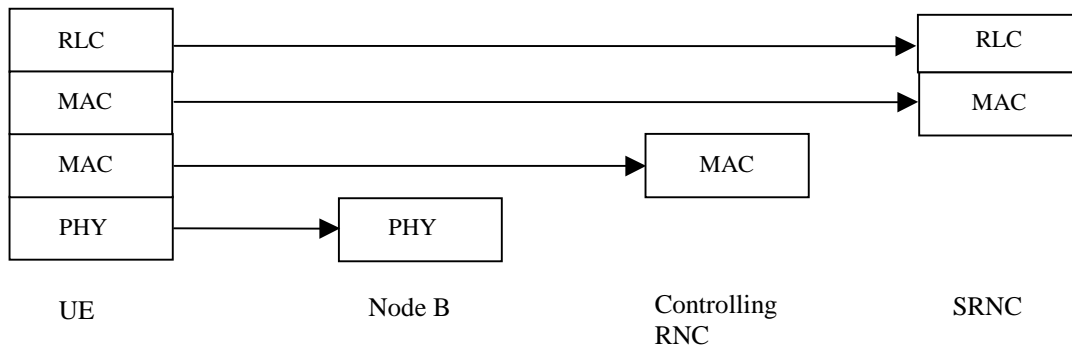 RLC
RLC
MAC
MAC
MAC
MAC
PHY
PHY
UE
Node B
Controlling
RNC
SRNC